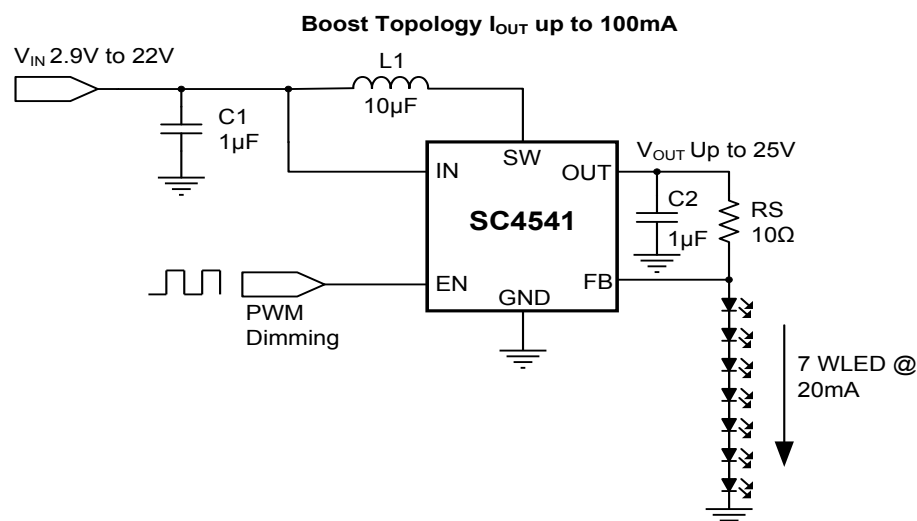 Boost Topology IOUT up to 100mA
VIN 2.9V to 22V
L1
10µF
C1
1µF
IN
SW
OUT
VOUT Up to 25V
SC4541
C2
1µF
RS
10Ω
EN
GND
FB
PWM
Dimming
7 WLED @
20mA